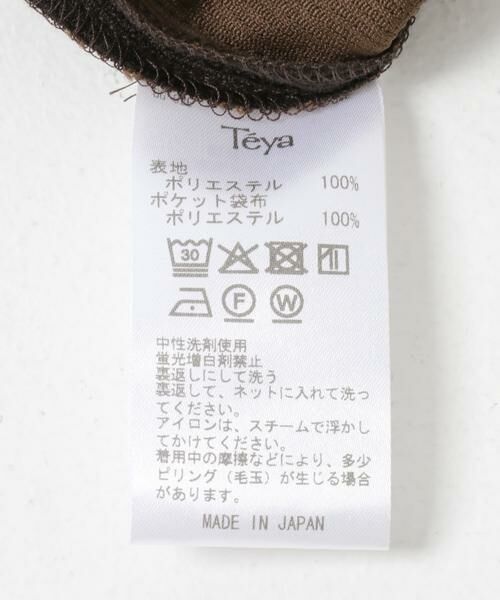 Téya
表地
ポリエステル 100%
ポケット袋布
ポリエステル 100%
30
F W
中性洗剤使用
蛍光増白剤禁止
裏返しにして洗う
裏返して、ネットに入れて洗っ
てください。
アイロンは、スチームで浮かし
てかけてください。
着用中の摩擦などにより、多少
ピリング（毛玉）が生じる場合
があります。
MADE IN JAPAN